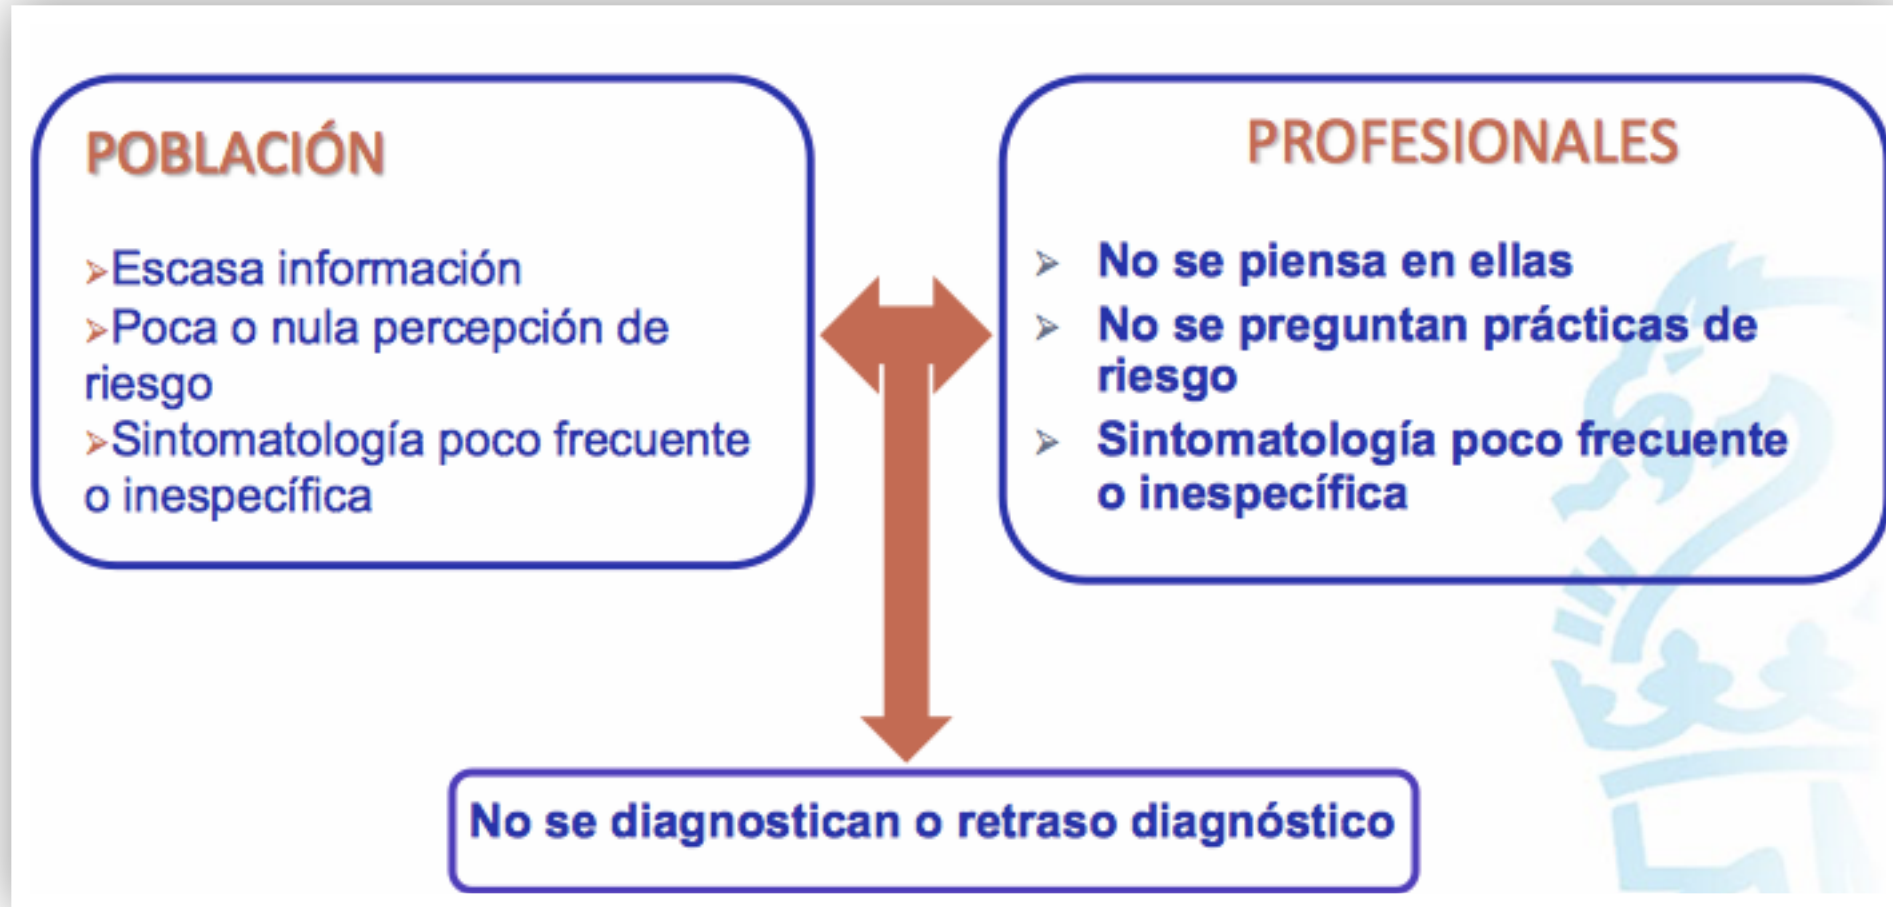 POBLACIÓN
➢Escasa información
➢Poca o nula percepción de
riesgo
➢Sintomatología poco frecuente
o inespecífica
PROFESIONALES
➢ No se piensa en ellas
➢ No se preguntan prácticas de
riesgo
➢ Sintomatología poco frecuente
o inespecífica
No se diagnostican o retraso diagnóstico